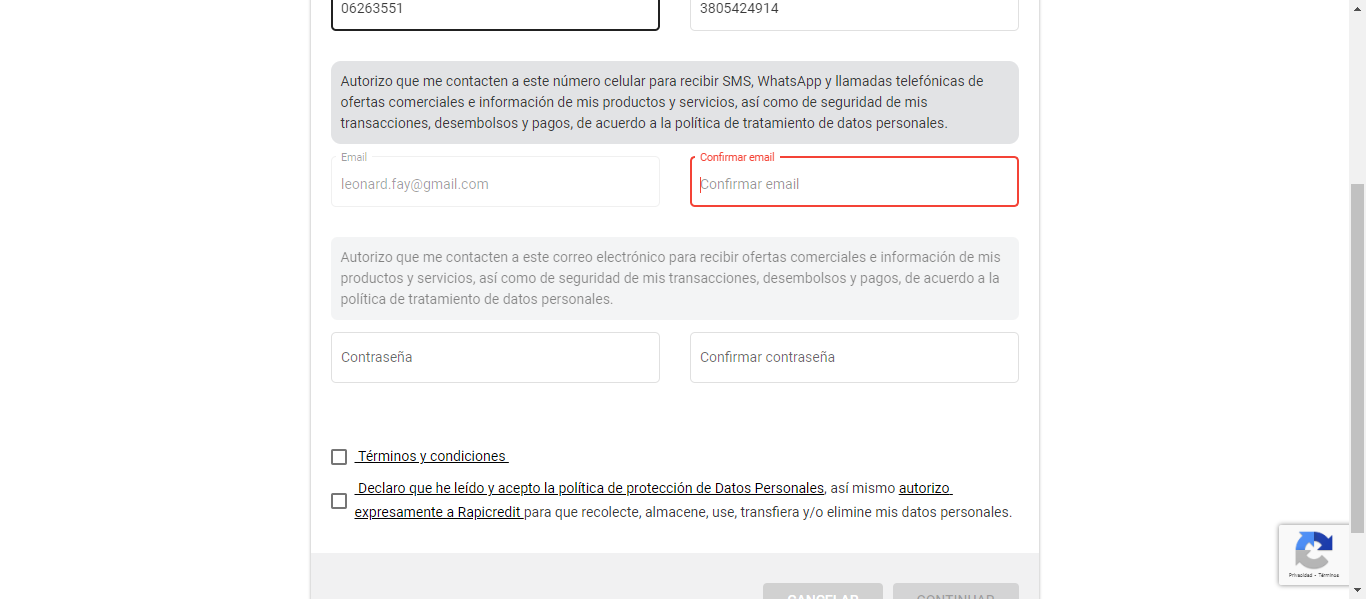 06263551
3805424914
Autorizo que me contacten a este número celular para recibir SMS, WhatsApp y llamadas telefónicas de
ofertas comerciales e información de mis productos y servicios, así como de seguridad de mis
transacciones, desembolsos y pagos, de acuerdo a la política de tratamiento de datos personales.
Email
leonard.fay@gmail.com
Confirmar email
Confirmar email
Autorizo que me contacten a este correo electrónico para recibir ofertas comerciales e información de mis
productos y servicios, así como de seguridad de mis transacciones, desembolsos y pagos, de acuerdo a la
política de tratamiento de datos personales.
Contraseña
Confirmar contraseña
Términos y condiciones
Declaro que he leído y acepto la política de protección de Datos Personales, así mismo autorizo
expresamente a Rapicredit para que recolecte, almacene, use, transfiera y/o elimine mis datos personales.
Privacidad - Términos
CANCELAR
CONTINUAR